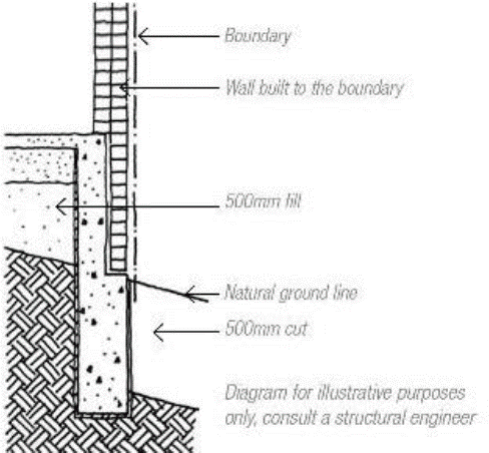 Boundary
Wall built to the boundary
500mm fill
Natural ground line
500mm cut
Diagram for illustrative purposes
only, consult a structural engineer